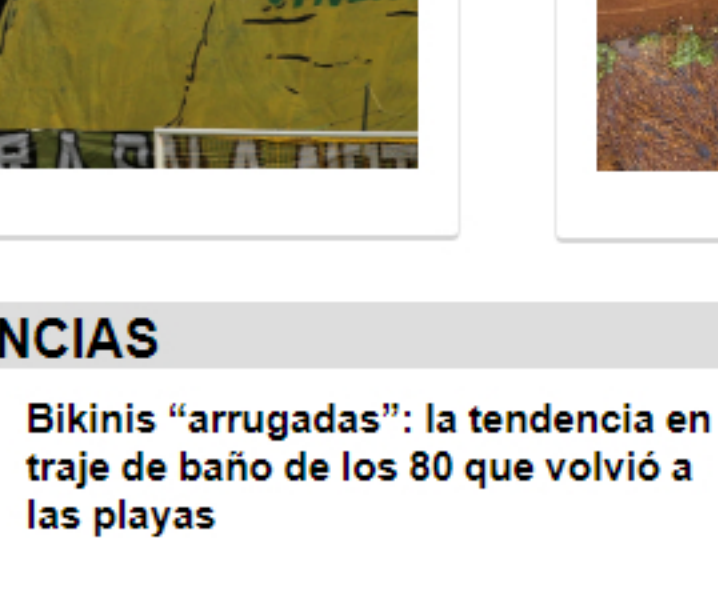 NCIAS
Bikinis “arrugadas”: la tendencia en
traje de baño de los 80 que volvió a
las playas